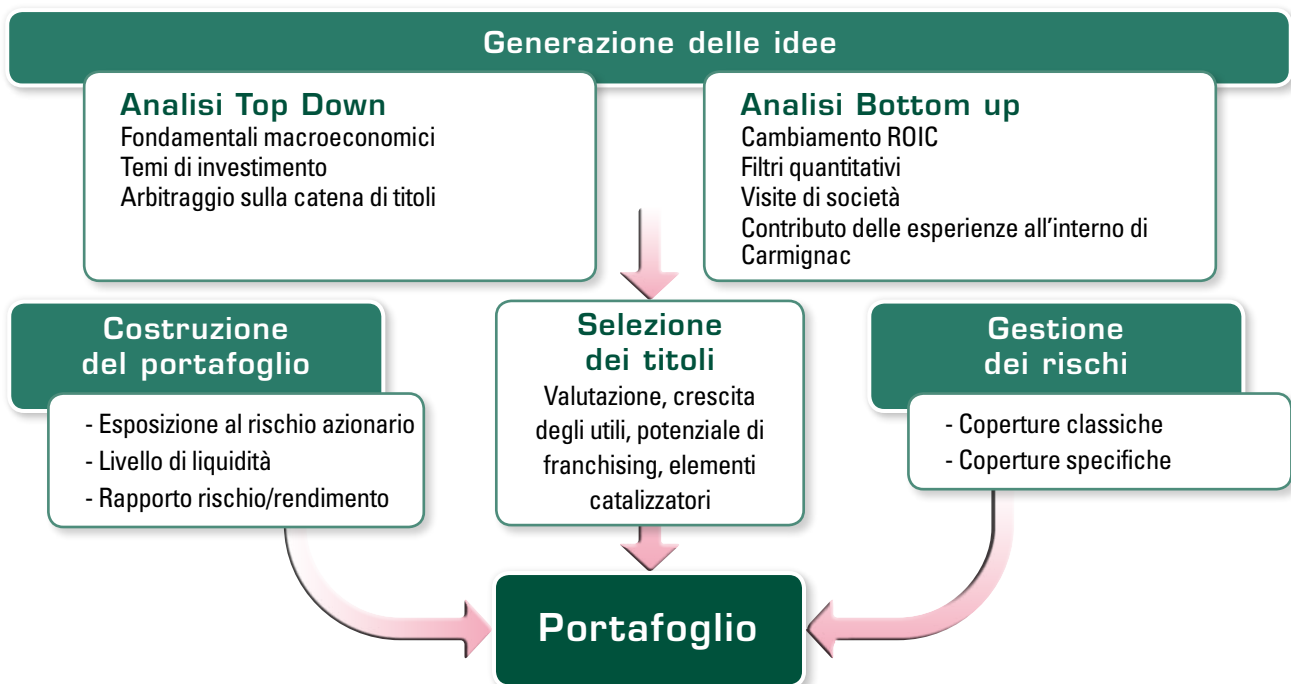 Generazione delle idee
Analisi Top Down
Fondamentali macroeconomici
Temi di investimento
Arbitraggio sulla catena di titoli
Analisi Bottom up
Cambiamento ROIC
Filtri quantitativi
Visite di società
Contributo delle esperienze all'interno di
Carmignac
Costruzione
del portafoglio
- Esposizione al rischio azionario
- Livello di liquidità
- Rapporto rischio/rendimento
Selezione
dei titoli
Valutazione, crescita
degli utili, potenziale di
franchising, elementi
catalizzatori
Gestione
dei rischi
- Coperture classiche
- Coperture specifiche
Portafoglio